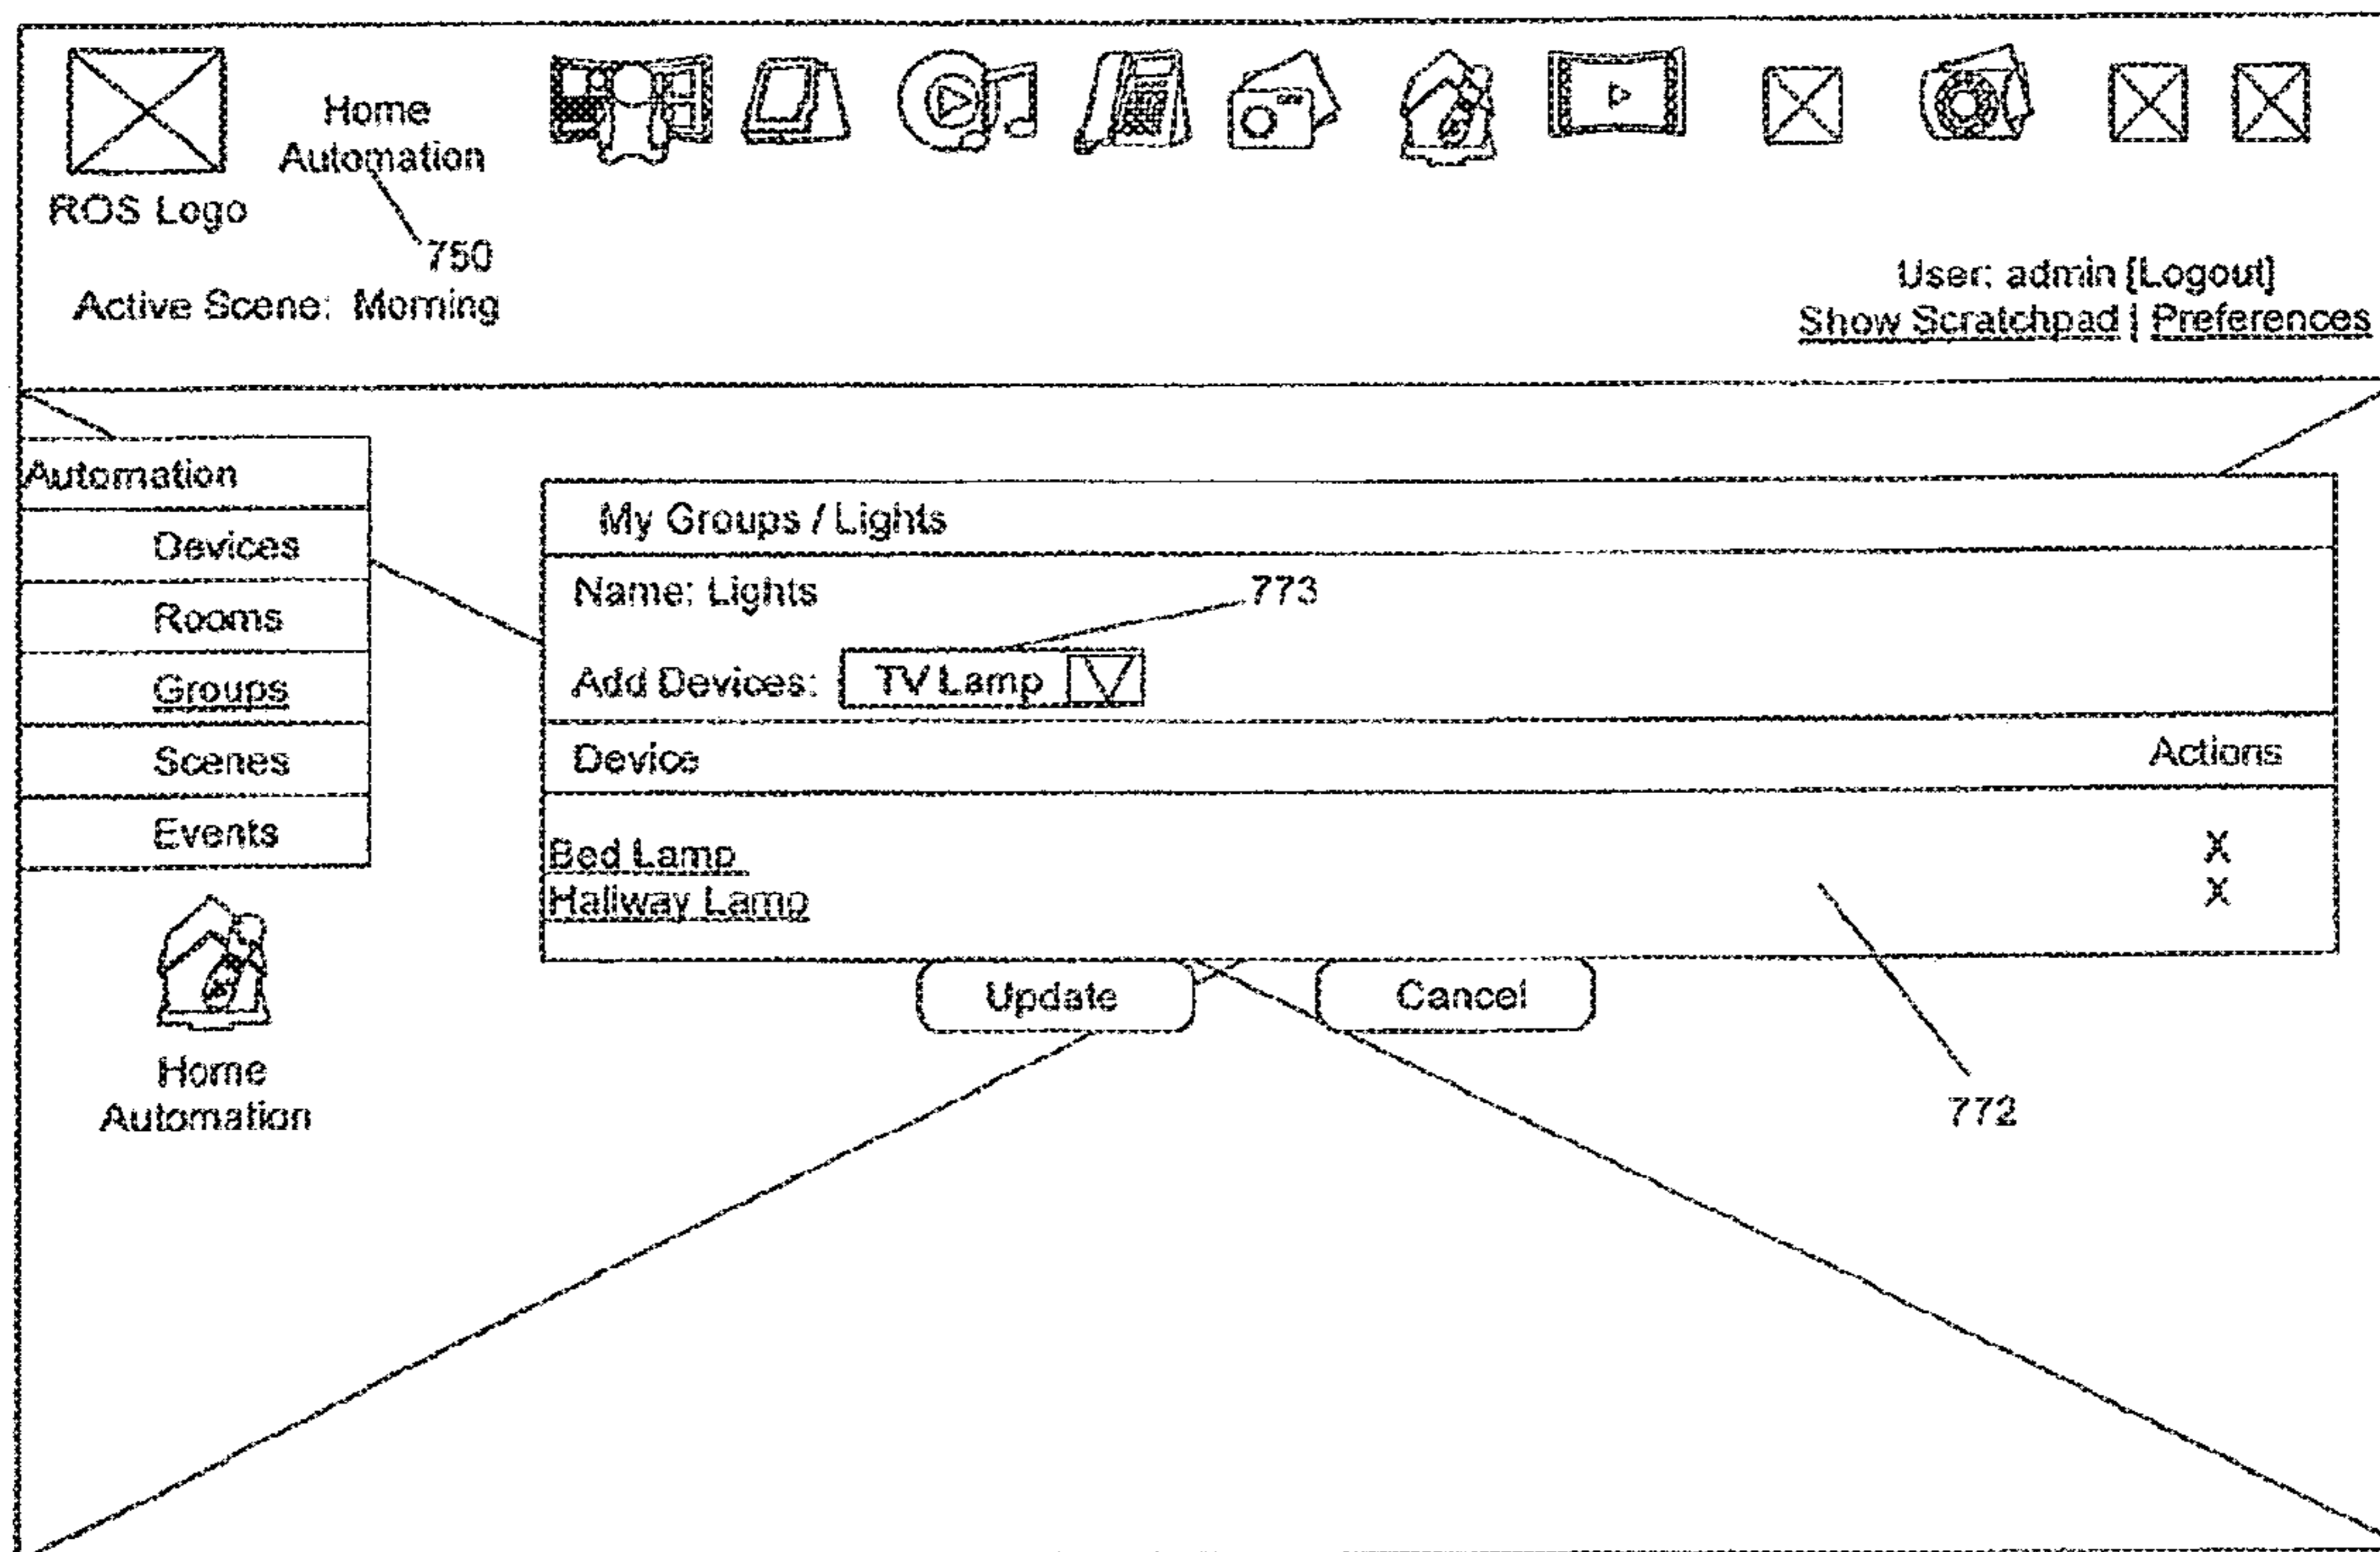 Home
Automation
ROS Logo
750
Active Scene: Morning
User: admin [Logout]
Show Scratchpad | Preferences
Automation
Devices
Rooms
Groups
Scenes
Events
Home
Automation
My Groups / Lights
Name: Lights
773
Add Devices: TV Lamp
Device Actions
Bed Lamp X
Hallway Lamp X
Update Cancel
772